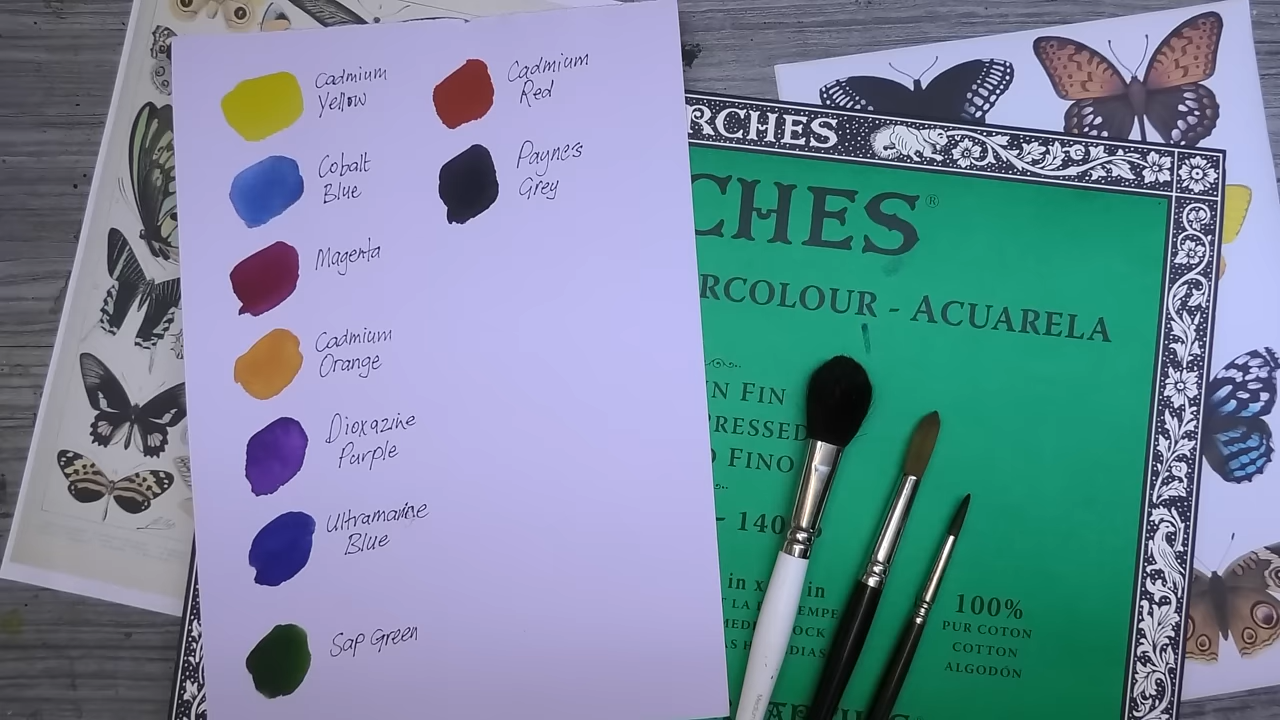 Cadmium
Yellow
Cobalt
Blue
Magenta
Cadmium
Orange
Dioxazine
Purple
Ultramarine
Blue
Sap Green
Cadmium
Red
Payne's
Grey
RCHES
CHES®
RCOLOUR - ACUARELA
N FIN
PRESSED
FINO
- 140
in x in
100%
PUR COTON
COTTON
ALGODÓN